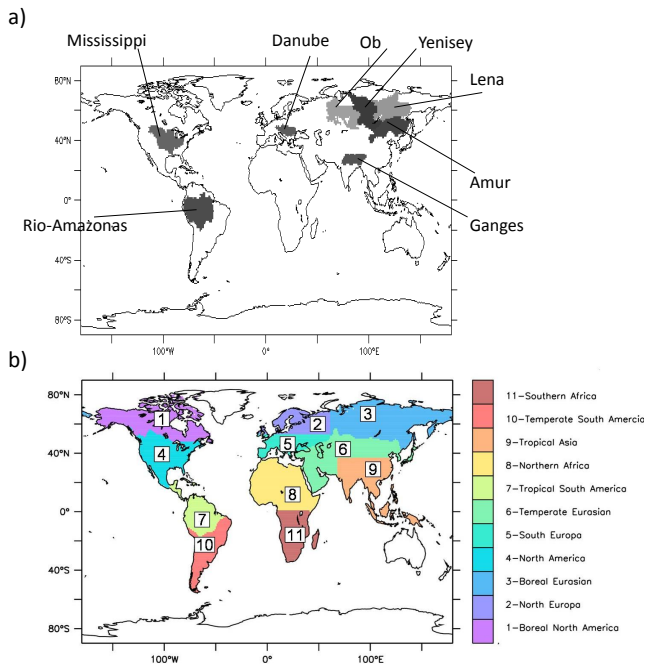 a)
Mississippi
Danube
Ob
Yenisey
Lena
Amur
Ganges
Rio-Amazonas
80°N
40°N
0°
40°S
80°S
100°W
0°
100°E
b)
80°N
40°N
0°
40°S
80°S
100°W
0°
100°E
1
2
3
4
5
6
7
8
9
10
11
11-Southern Africa
10-Temperate South Amercia
9-Tropical Asia
8-Northern Africa
7-Tropical South America
6-Temperate Eurasian
5-South Europa
4-North America
3-Boreal Eurasian
2-North Europa
1-Boreal North America